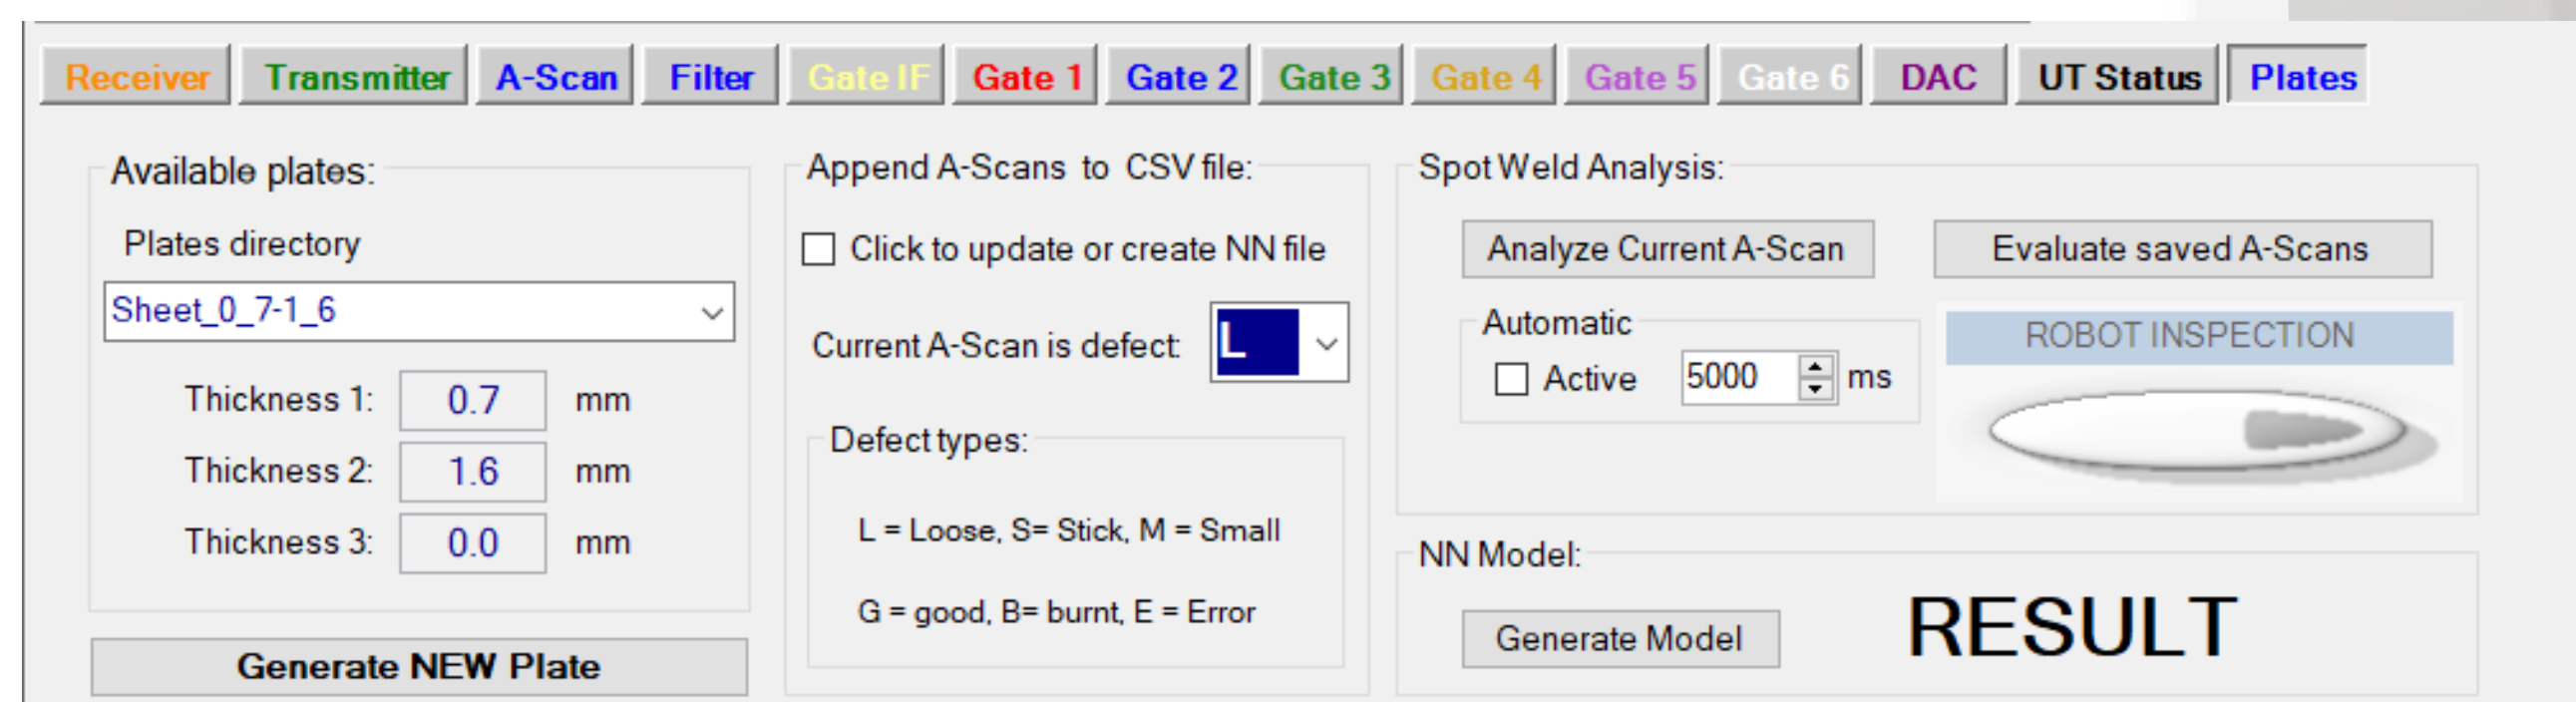 Receiver Transmitter A-Scan Filter Gate IF Gate 1 Gate 2 Gate 3 Gate 4 Gate 5 Gate 6 DAC UT Status Plates
Available plates:
Plates directory
Sheet_0_7-1_6
Thickness 1: 0.7 mm
Thickness 2: 1.6 mm
Thickness 3: 0.0 mm
Generate NEW Plate
Append A-Scans to CSV file:
Click to update or create NN file
Current A-Scan is defect: L
Defect types:
L = Loose, S= Stick, M = Small
G = good, B= burnt, E = Error
Spot Weld Analysis:
Analyze Current A-Scan Evaluate saved A-Scans
Automatic
Active 5000 ms
ROBOT INSPECTION
NN Model:
Generate Model RESULT